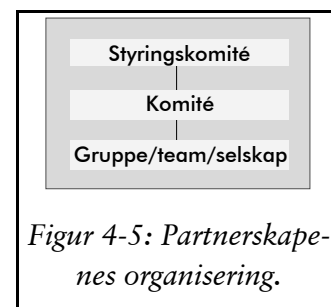 Styringskomité
Komité
Gruppe/team/selskap
Figur 4-5: Partnerskape-
nes organisering.